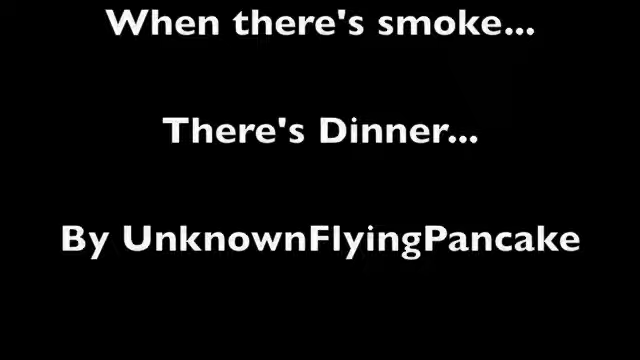 When there's smoke...
There's Dinner...
By UnknownFlyingPancake